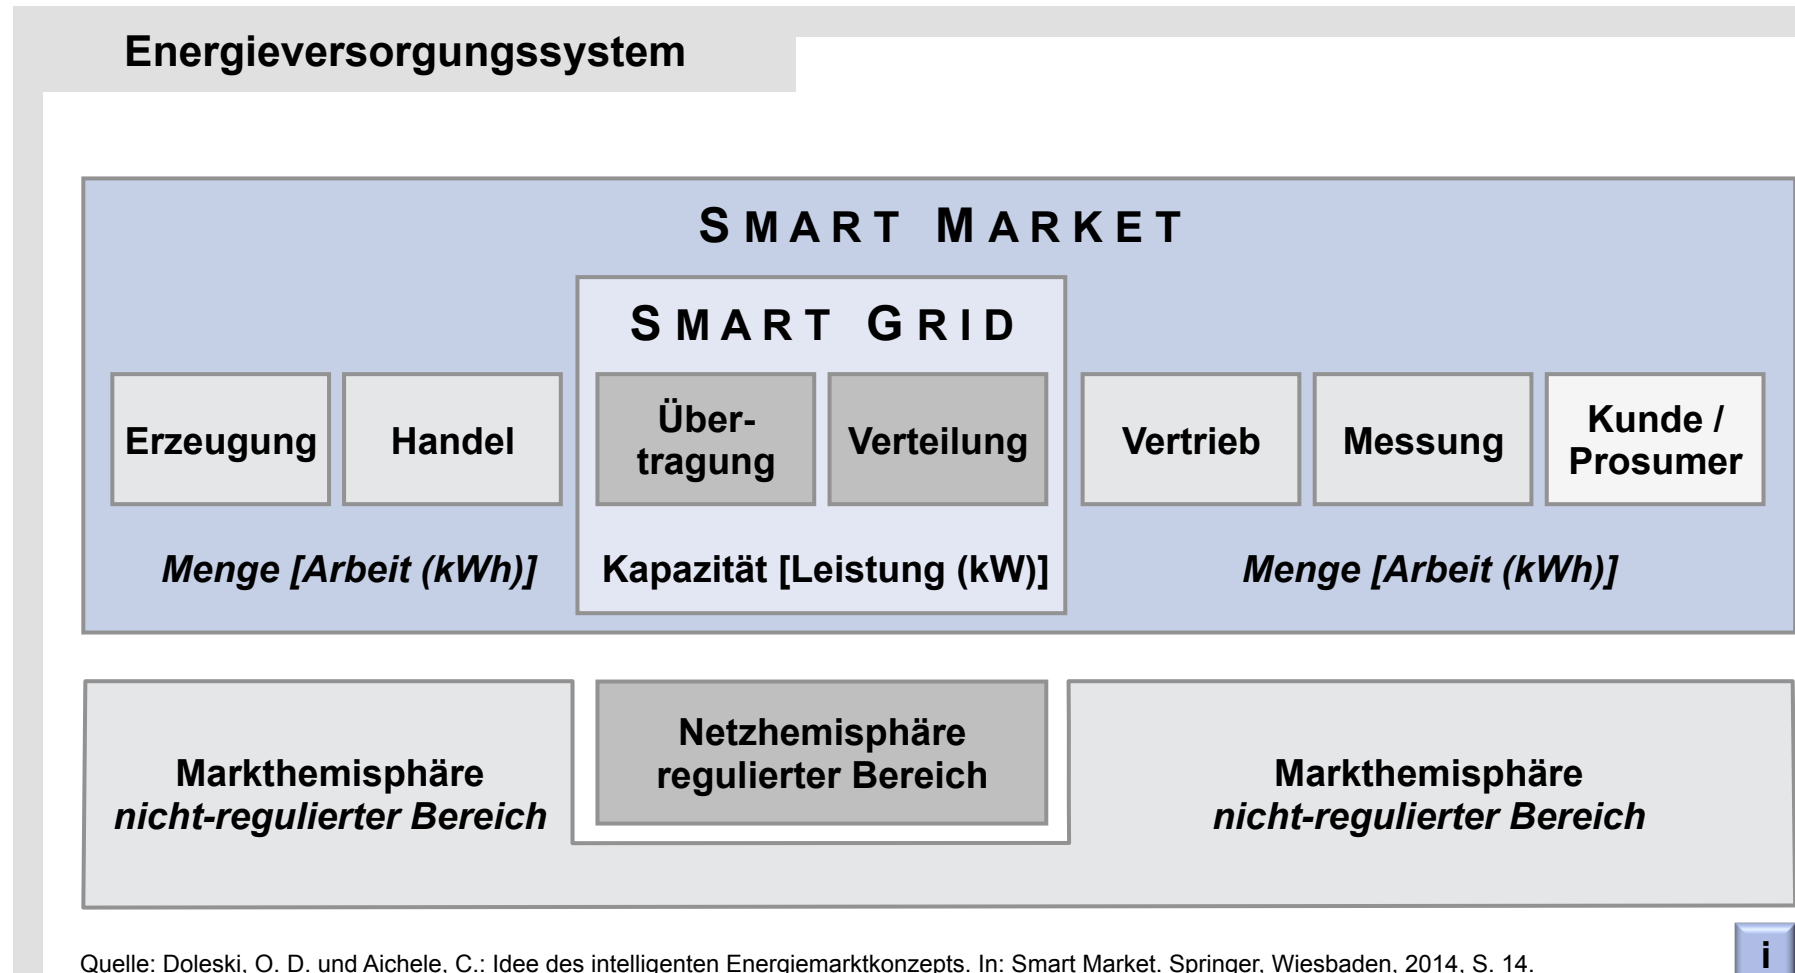 Energieversorgungssystem
SMART MARKET
SMART GRID
Erzeugung
Handel
Über-
tragung
Verteilung
Vertrieb
Messung
Kunde /
Prosumer
Menge [Arbeit (kWh)]
Kapazität [Leistung (kW)]
Menge [Arbeit (kWh)]
Markthemisphäre
nicht-regulierter Bereich
Netzhemisphäre
regulierter Bereich
Markthemisphäre
nicht-regulierter Bereich
Quelle: Doleski, O. D. und Aichele, C.: Idee des intelligenten Energiemarktkonzepts. In: Smart Market. Springer, Wiesbaden, 2014, S. 14.
i